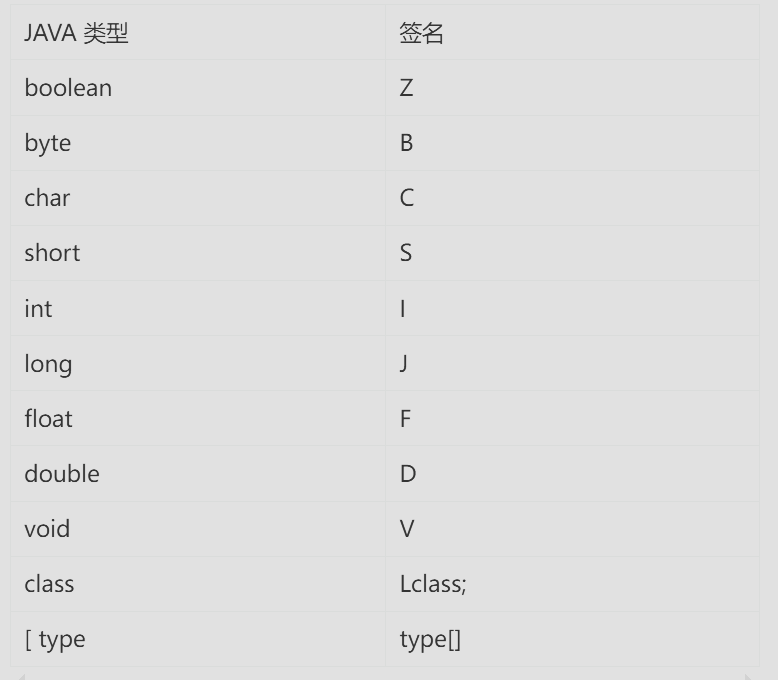 JAVA 类型 签名
boolean Z
byte B
char C
short S
int I
long J
float F
double D
void V
class Lclass;
[ type type[]